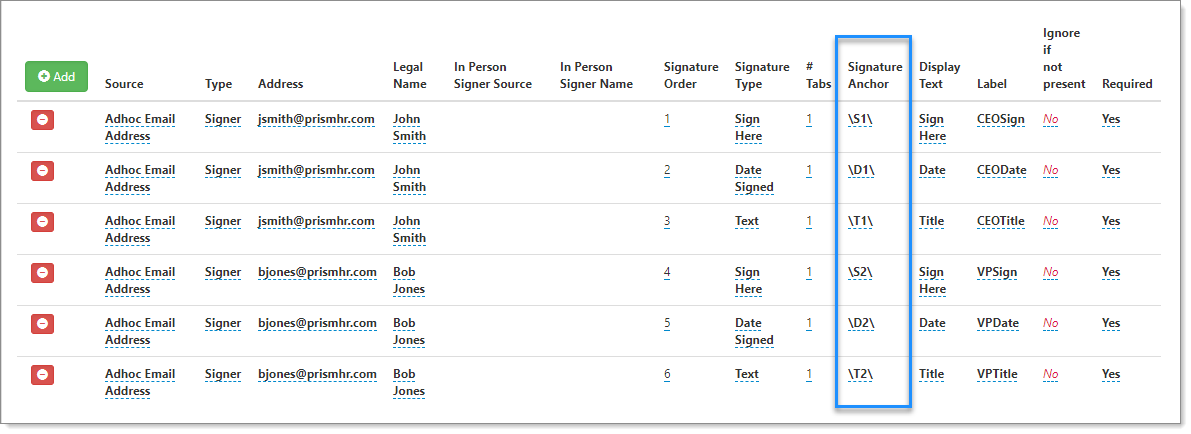 Add Source Type Address Legal Name In Person Signer Source In Person Signer Name Signature Order Signature Type # Tabs Signature Anchor Display Text Label Ignore if not present Required
Adhoc Email Address Signer jsmith@prismhr.com John Smith 1 Sign Here 1 \S1\ Sign Here CEOSign No Yes
Adhoc Email Address Signer jsmith@prismhr.com John Smith 2 Date Signed 1 \D1\ Date CEODate No Yes
Adhoc Email Address Signer jsmith@prismhr.com John Smith 3 Text 1 \T1\ Title CEOTitle No Yes
Adhoc Email Address Signer bjones@prismhr.com Bob Jones 4 Sign Here 1 \S2\ Sign Here VPSign No Yes
Adhoc Email Address Signer bjones@prismhr.com Bob Jones 5 Date Signed 1 \D2\ Date VPDate No Yes
Adhoc Email Address Signer bjones@prismhr.com Bob Jones 6 Text 1 \T2\ Title VPTitle No Yes